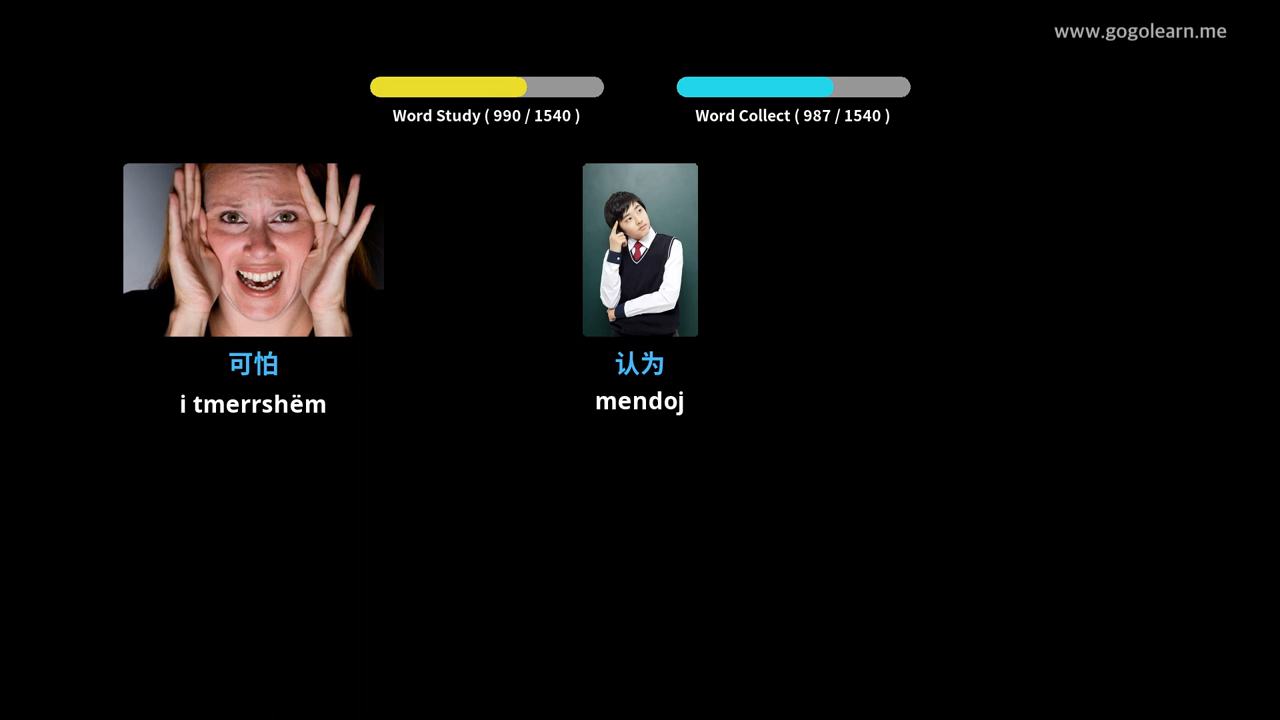 www.gogolearn.me
Word Study ( 990 / 1540 )
Word Collect ( 987 / 1540 )
可怕
认为
i tmerrshëm
mendoj